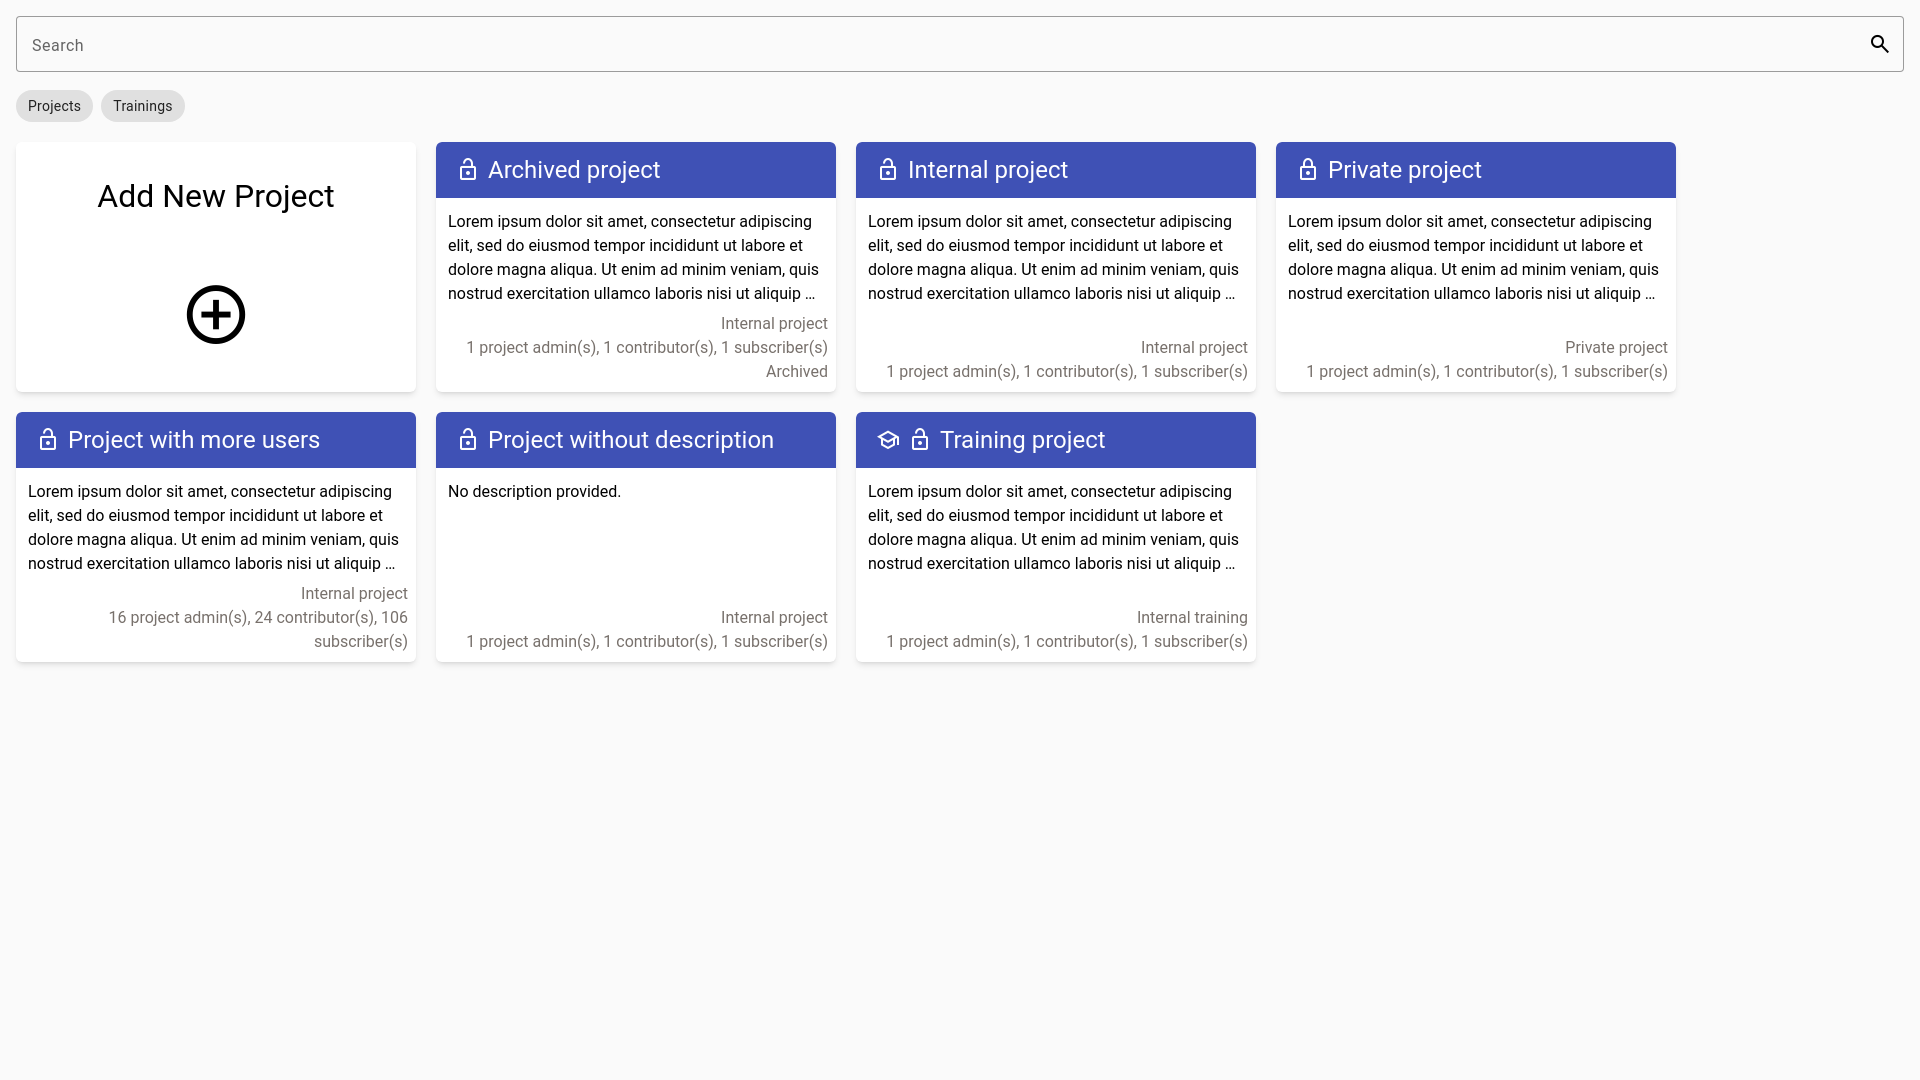 Search
Projects
Trainings
Add New Project
Archived project
Lorem ipsum dolor sit amet, consectetur adipiscing
elit, sed do eiusmod tempor incididunt ut labore et
dolore magna aliqua. Ut enim ad minim veniam, quis
nostrud exercitation ullamco laboris nisi ut aliquip ...
Internal project
1 project admin(s), 1 contributor(s), 1 subscriber(s)
Archived
Internal project
Lorem ipsum dolor sit amet, consectetur adipiscing
elit, sed do eiusmod tempor incididunt ut labore et
dolore magna aliqua. Ut enim ad minim veniam, quis
nostrud exercitation ullamco laboris nisi ut aliquip ...
Internal project
1 project admin(s), 1 contributor(s), 1 subscriber(s)
Private project
Lorem ipsum dolor sit amet, consectetur adipiscing
elit, sed do eiusmod tempor incididunt ut labore et
dolore magna aliqua. Ut enim ad minim veniam, quis
nostrud exercitation ullamco laboris nisi ut aliquip ...
Private project
1 project admin(s), 1 contributor(s), 1 subscriber(s)
Project with more users
Lorem ipsum dolor sit amet, consectetur adipiscing
elit, sed do eiusmod tempor incididunt ut labore et
dolore magna aliqua. Ut enim ad minim veniam, quis
nostrud exercitation ullamco laboris nisi ut aliquip ...
Internal project
16 project admin(s), 24 contributor(s), 106
subscriber(s)
Project without description
No description provided.
Internal project
1 project admin(s), 1 contributor(s), 1 subscriber(s)
Training project
Lorem ipsum dolor sit amet, consectetur adipiscing
elit, sed do eiusmod tempor incididunt ut labore et
dolore magna aliqua. Ut enim ad minim veniam, quis
nostrud exercitation ullamco laboris nisi ut aliquip ...
Internal training
1 project admin(s), 1 contributor(s), 1 subscriber(s)